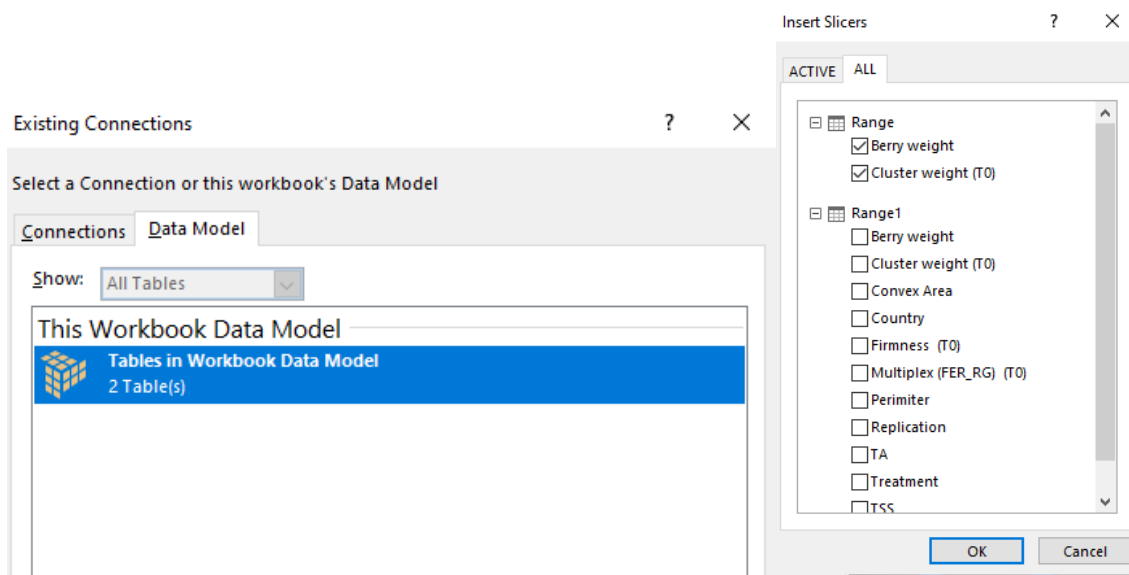 Existing Connections ? ×
Select a Connection or this workbook's Data Model
Connections Data Model
Show: All Tables
This Workbook Data Model
Tables in Workbook Data Model
2 Table(s)
Insert Slicers ? ×
ACTIVE ALL
Range
Berry weight
Cluster weight (T0)
Range1
Berry weight
Cluster weight (T0)
Convex Area
Country
Firmness (T0)
Multiplex (FER_RG) (T0)
Perimiter
Replication
TA
Treatment
TSS
OK Cancel